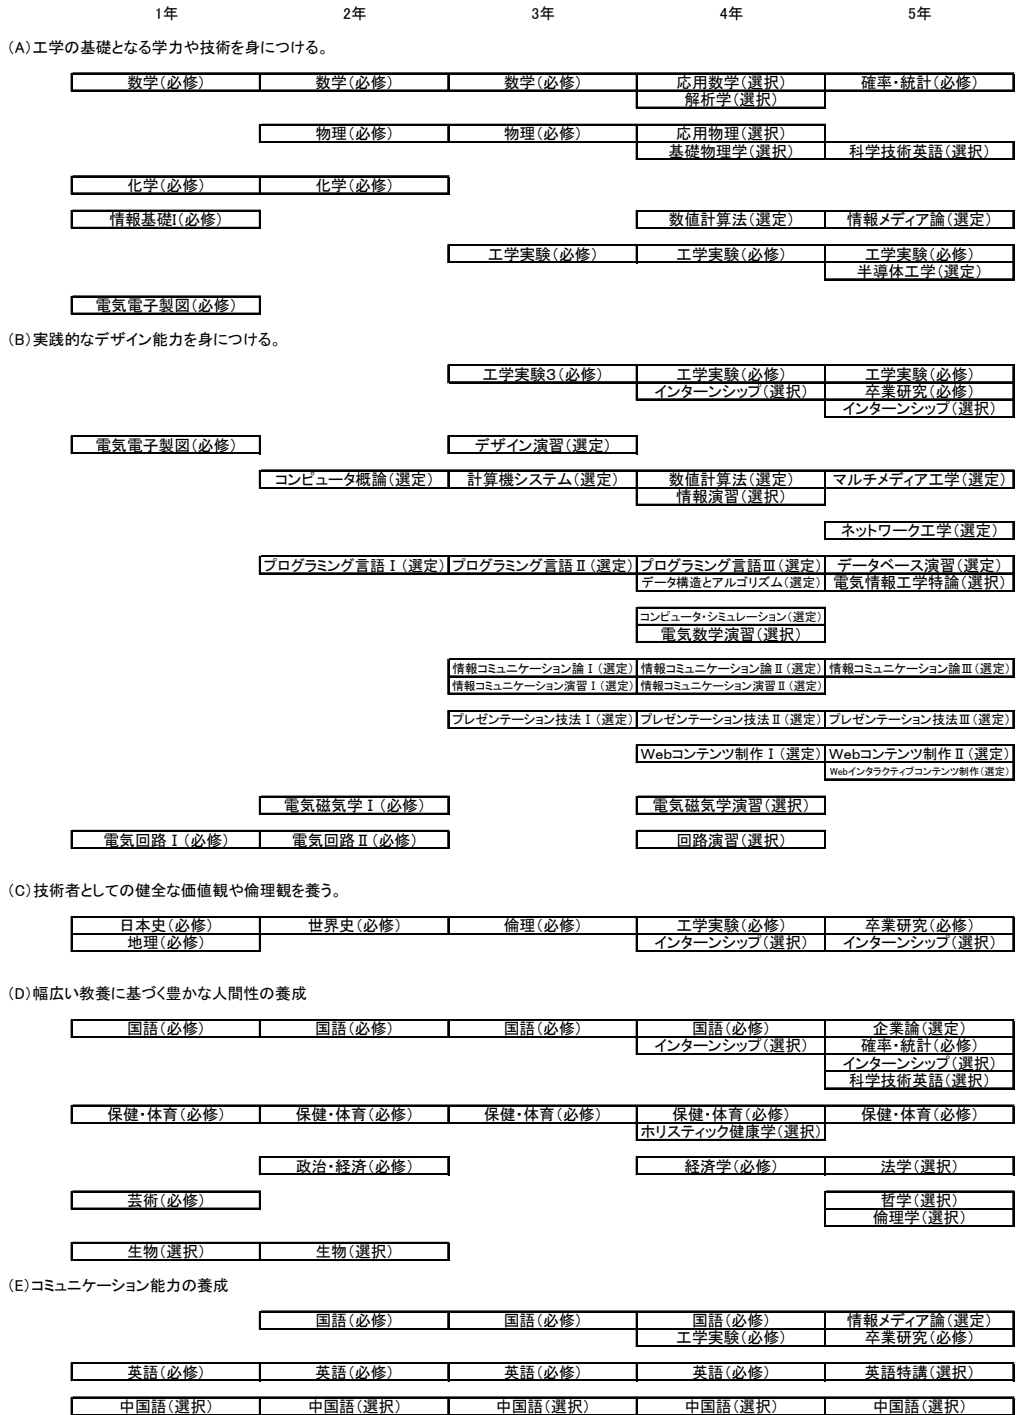 1年 2年 3年 4年 5年
(A)工学の基礎となる学力や技術を身につける。
数学(必修) 数学(必修) 数学(必修) 応用数学(選択) 確率・統計(必修)
解析学(選択)
物理(必修) 物理(必修) 応用物理(選択)
基礎物理学(選択) 科学技術英語(選択)
化学(必修) 化学(必修)
情報基礎I(必修) 数値計算法(選定) 情報メディア論(選定)
工学実験(必修) 工学実験(必修) 工学実験(必修)
半導体工学(選定)
電気電子製図(必修)
(B)実践的なデザイン能力を身につける。
工学実験3(必修) 工学実験(必修) 工学実験(必修)
インターンシップ(選択) 卒業研究(必修)
インターンシップ(選択)
電気電子製図(必修) デザイン演習(選定)
コンピュータ概論(選定) 計算機システム(選定) 数値計算法(選定) マルチメディア工学(選定)
情報演習(選択)
ネットワーク工学(選定)
プログラミング言語Ⅰ(選定) プログラミング言語Ⅱ(選定) プログラミング言語Ⅲ(選定) データベース演習(選定)
データ構造とアルゴリズム(選定) 電気情報工学特論(選択)
コンピュータ・シミュレーション(選定)
電気数学演習(選択)
情報コミュニケーション論Ⅰ(選定) 情報コミュニケーション論Ⅱ(選定) 情報コミュニケーション論Ⅲ(選定)
情報コミュニケーション演習Ⅰ(選定) 情報コミュニケーション演習Ⅱ(選定)
プレゼンテーション技法Ⅰ(選定) プレゼンテーション技法Ⅱ(選定) プレゼンテーション技法Ⅲ(選定)
Webコンテンツ制作Ⅰ(選定) Webコンテンツ制作Ⅱ(選定)
Webインタラクティブコンテンツ制作(選定)
電気磁気学Ⅰ(必修) 電気磁気学演習(選択)
電気回路Ⅰ(必修) 電気回路Ⅱ(必修) 回路演習(選択)
(C)技術者としての健全な価値観や倫理観を養う。
日本史(必修) 世界史(必修) 倫理(必修) 工学実験(必修) 卒業研究(必修)
地理(必修) インターンシップ(選択) インターンシップ(選択)
(D)幅広い教養に基づく豊かな人間性の養成
国語(必修) 国語(必修) 国語(必修) 国語(必修) 企業論(選定)
インターンシップ(選択) 確率・統計(必修)
インターンシップ(選択)
科学技術英語(選択)
保健・体育(必修) 保健・体育(必修) 保健・体育(必修) 保健・体育(必修) 保健・体育(必修)
ホリスティック健康学(選択)
政治・経済(必修) 経済学(必修) 法学(選択)
芸術(必修) 哲学(選択)
倫理学(選択)
生物(選択) 生物(選択)
(E)コミュニケーション能力の養成
国語(必修) 国語(必修) 国語(必修) 情報メディア論(選定)
工学実験(必修) 卒業研究(必修)
英語(必修) 英語(必修) 英語(必修) 英語(必修) 英語特講(選択)
中国語(選択) 中国語(選択) 中国語(選択) 中国語(選択) 中国語(選択)